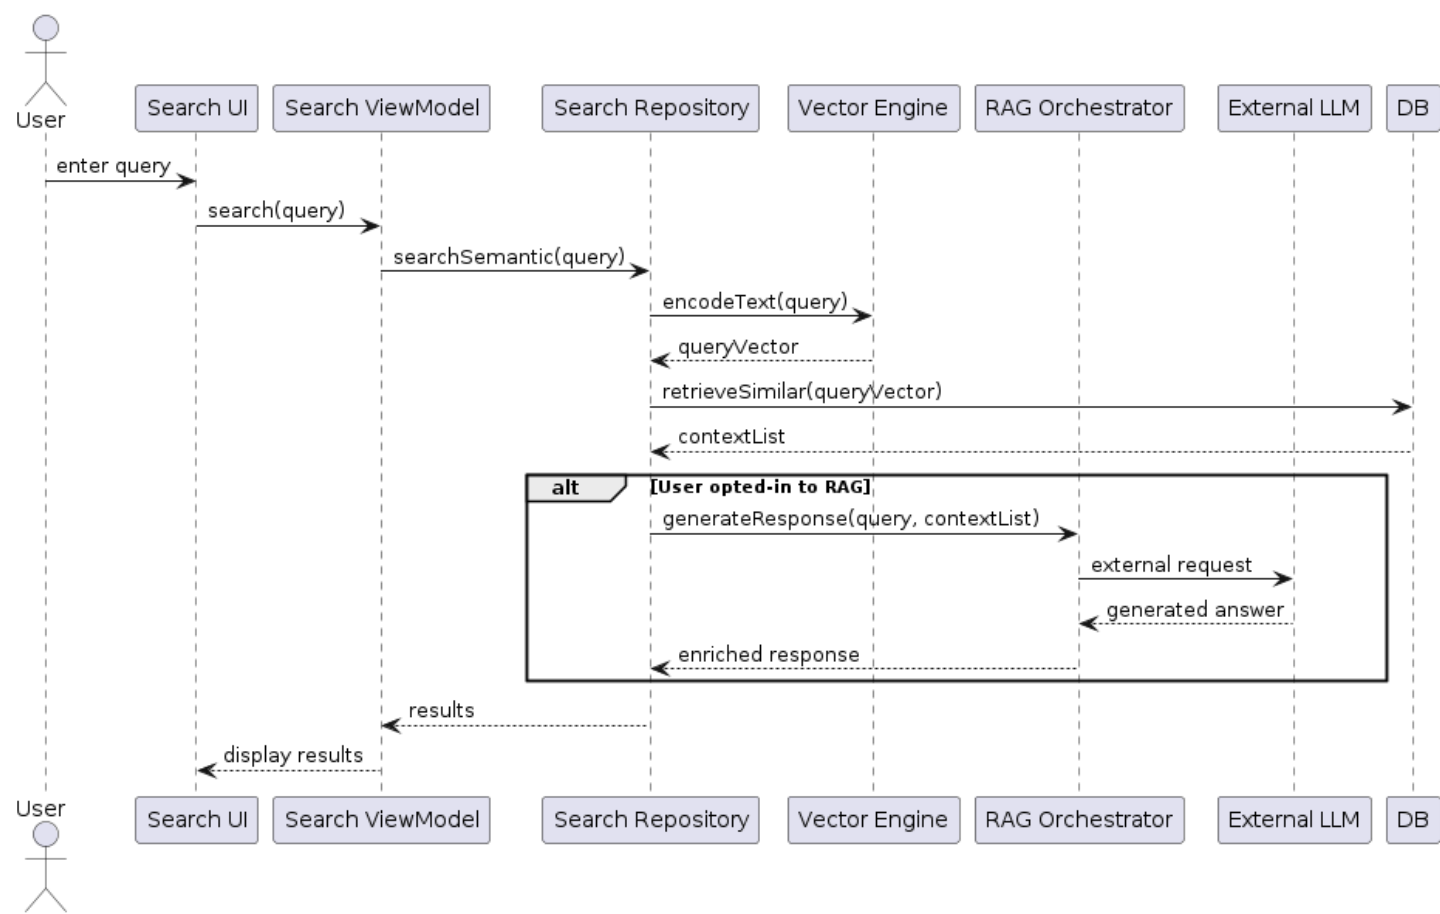 User
Search UI
Search ViewModel
Search Repository
Vector Engine
RAG Orchestrator
External LLM
DB
enter query
search(query)
searchSemantic(query)
encodeText(query)
queryVector
retrieveSimilar(queryVector)
contextList
alt
[User opted-in to RAG]
generateResponse(query, contextList)
external request
generated answer
enriched response
results
display results
User
Search UI
Search ViewModel
Search Repository
Vector Engine
RAG Orchestrator
External LLM
DB